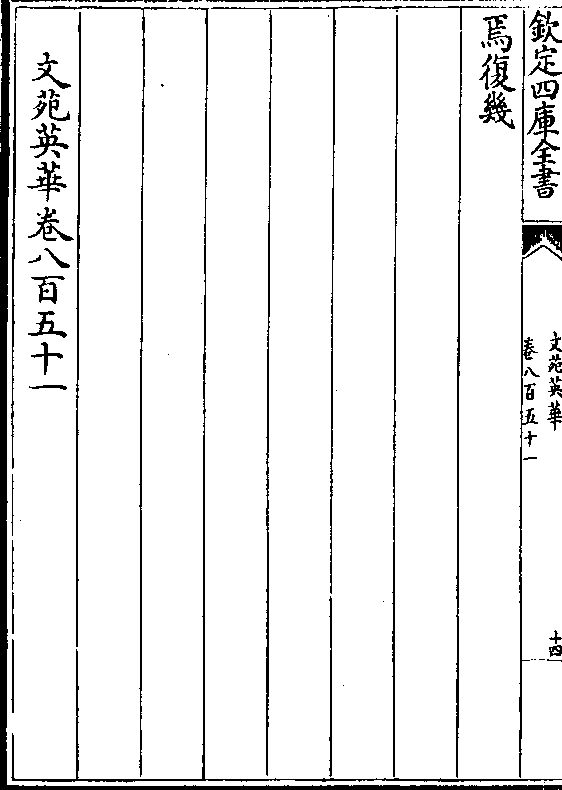 欽定四庫全書
文苑英華
卷八百五十一
十四
焉復幾
文苑英華卷八百五十一